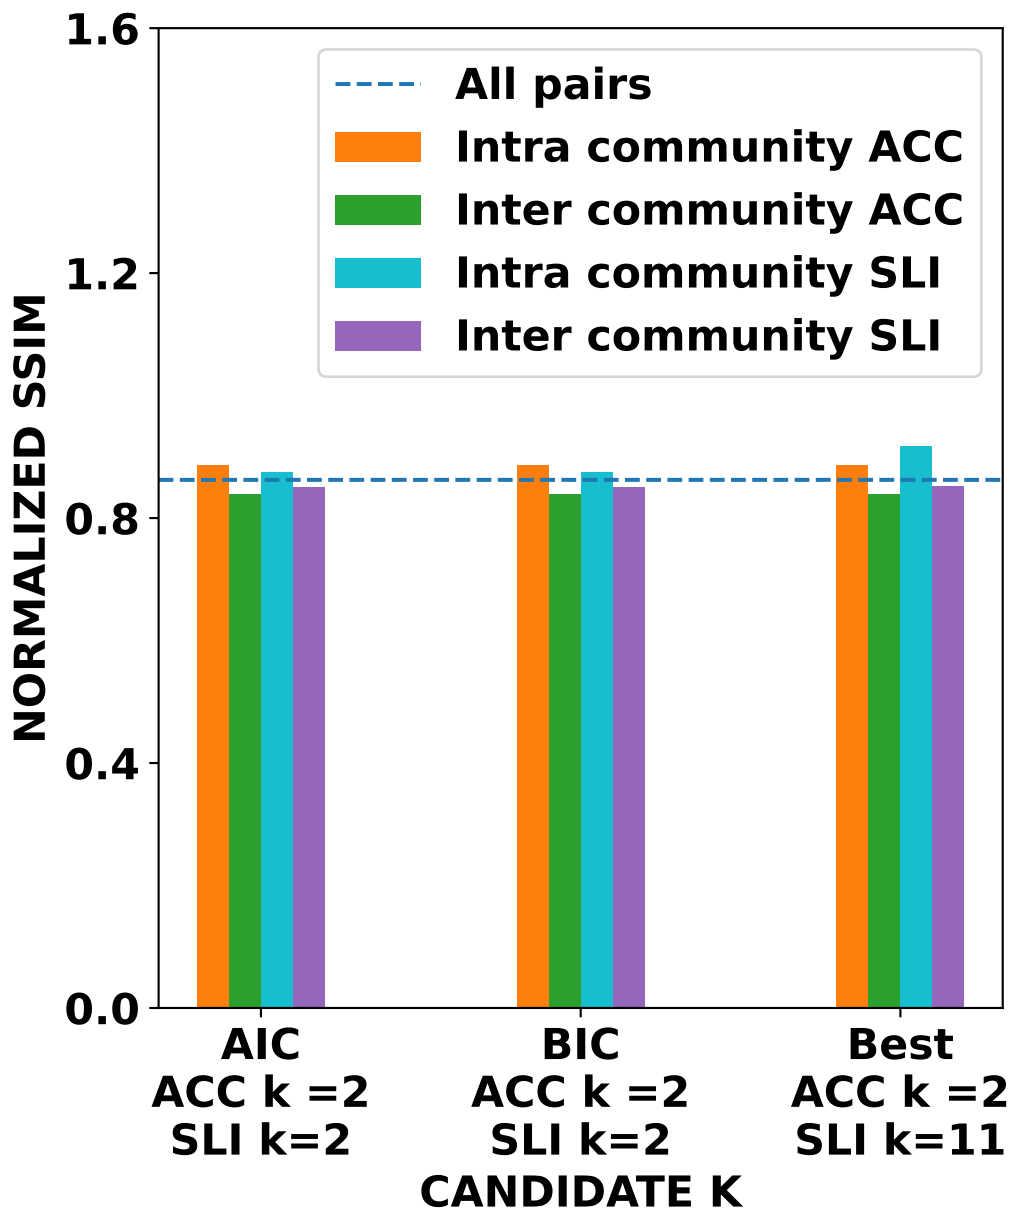 NORMALIZED SSIM
1.6
1.2
0.8
0.4
0.0
All pairs
Intra community ACC
Inter community ACC
Intra community SLI
Inter community SLI
AIC
ACC k =2
SLI k=2
BIC
ACC k =2
SLI k=2
Best
ACC k =2
SLI k=11
CANDIDATE K